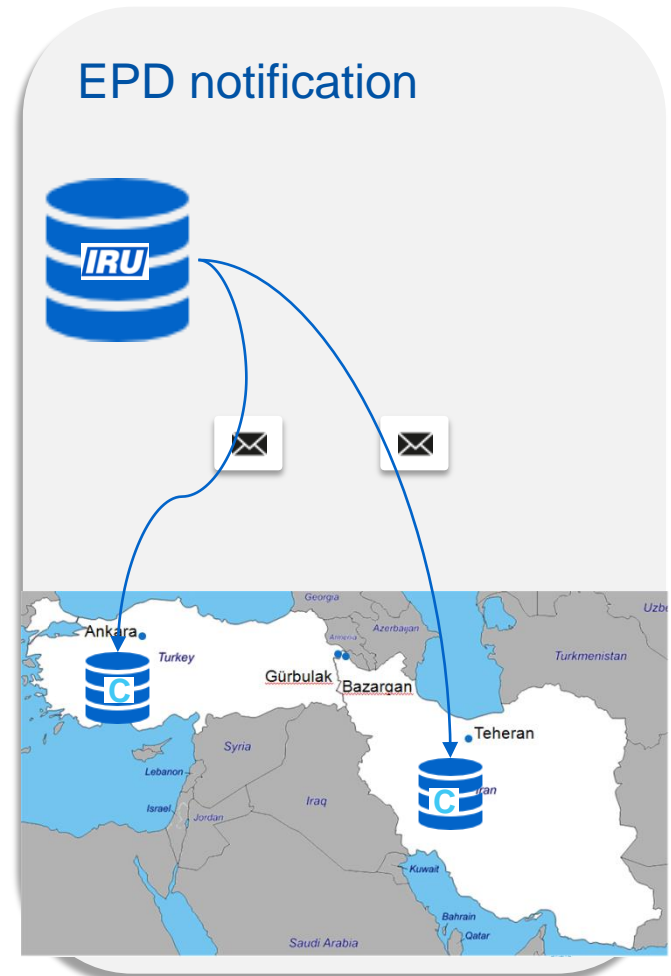 EPD notification
IRU
Georgia
Uzbe
Ankara
Armenia
Azerbaijan
Turkey
Turkmenistan
Gürbulak
Bazargan
Teheran
Syria
Lebanon
C
Iran
C
Israel
Iraq
Jordan
Kuwait
Bahrain
Qatar
Saudi Arabia